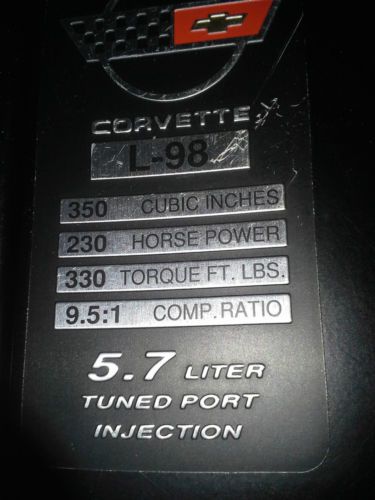 CORVETTE
L-98
350 CUBIC INCHES
230 HORSE POWER
330 TORQUE FT. LBS.
9.5:1 COMP. RATIO
5.7 LITER
TUNED PORT
INJECTION